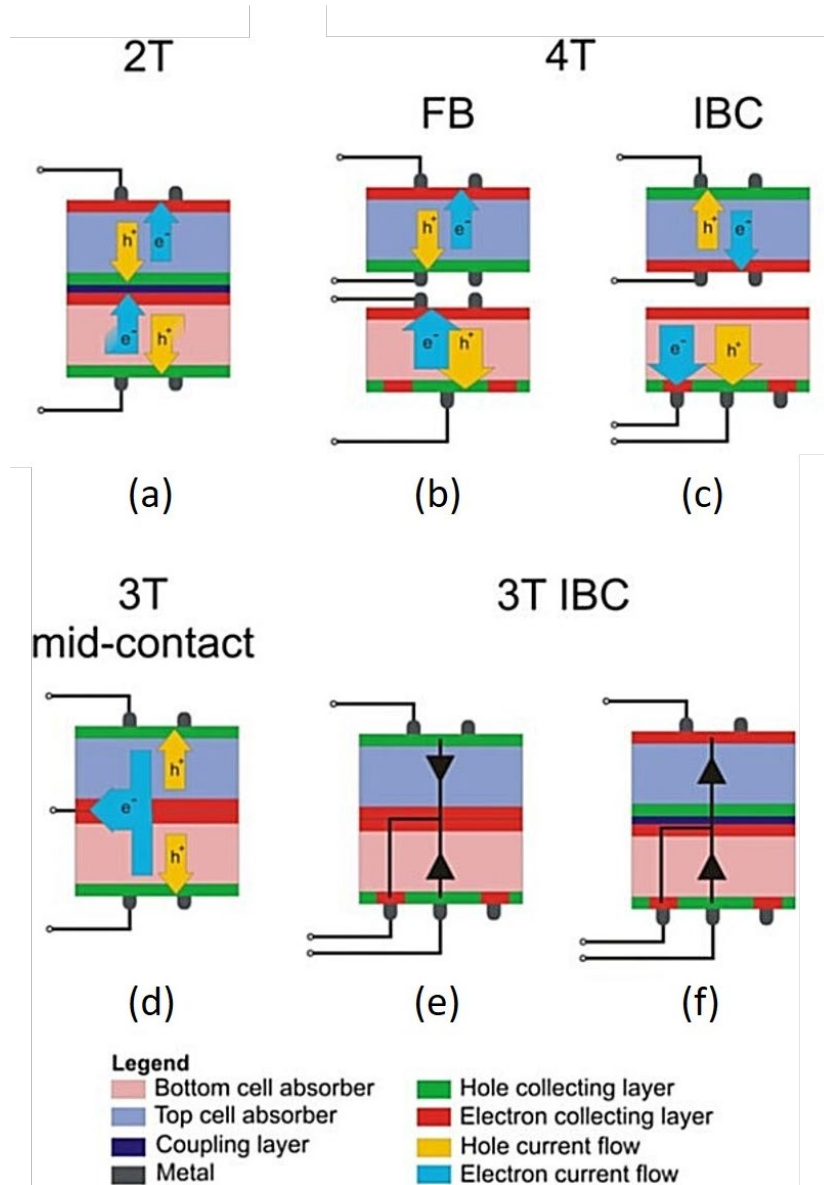 2T
4T
FB
IBC
h⁺
e⁻
h⁺
e⁻
h⁺
e⁻
e⁻
h⁺
e⁻
h⁺
e⁻
h⁺
(a)
(b)
(c)
3T
mid-contact
3T IBC
h⁺
e⁻
h⁺
(d)
(e)
(f)
Legend
Bottom cell absorber
Top cell absorber
Coupling layer
Metal
Hole collecting layer
Electron collecting layer
Hole current flow
Electron current flow